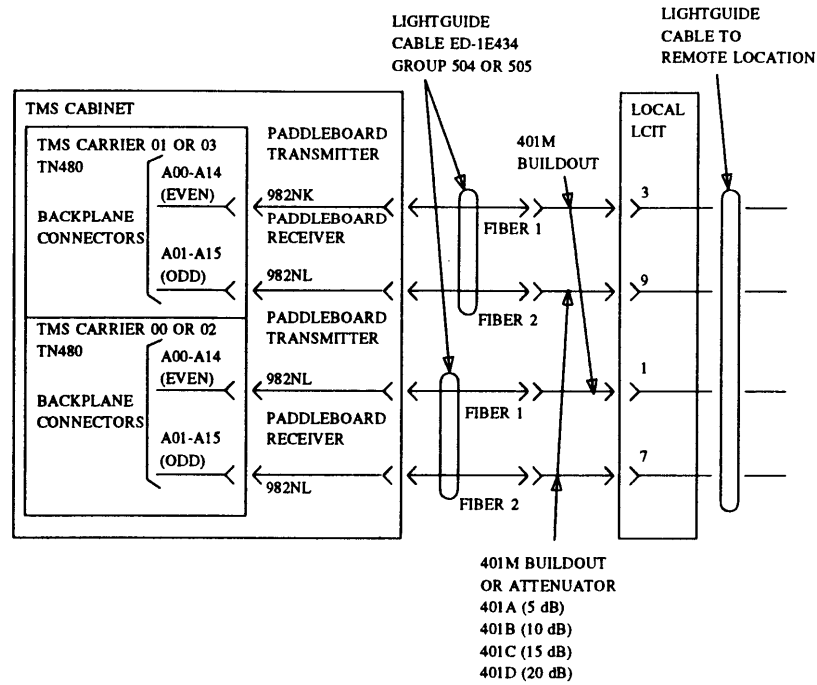 LIGHTGUIDE
CABLE ED-1E434
GROUP 504 OR 505
LIGHTGUIDE
CABLE TO
REMOTE LOCATION
TMS CABINET
LOCAL
LCIT
TMS CARRIER 01 OR 03
TN480
A00-A14
(EVEN)
BACKPLANE
CONNECTORS
A01-A15
(ODD)
PADDLEBOARD
TRANSMITTER
982NK
PADDLEBOARD
RECEIVER
982NL
401M
BUILDOUT
FIBER 1
FIBER 2
3
9
TMS CARRIER 00 OR 02
TN480
A00-A14
(EVEN)
BACKPLANE
CONNECTORS
A01-A15
(ODD)
PADDLEBOARD
TRANSMITTER
982NL
PADDLEBOARD
RECEIVER
982NL
FIBER 1
FIBER 2
1
7
401M BUILDOUT
OR ATTENUATOR
401A (5 dB)
401B (10 dB)
401C (15 dB)
401D (20 dB)